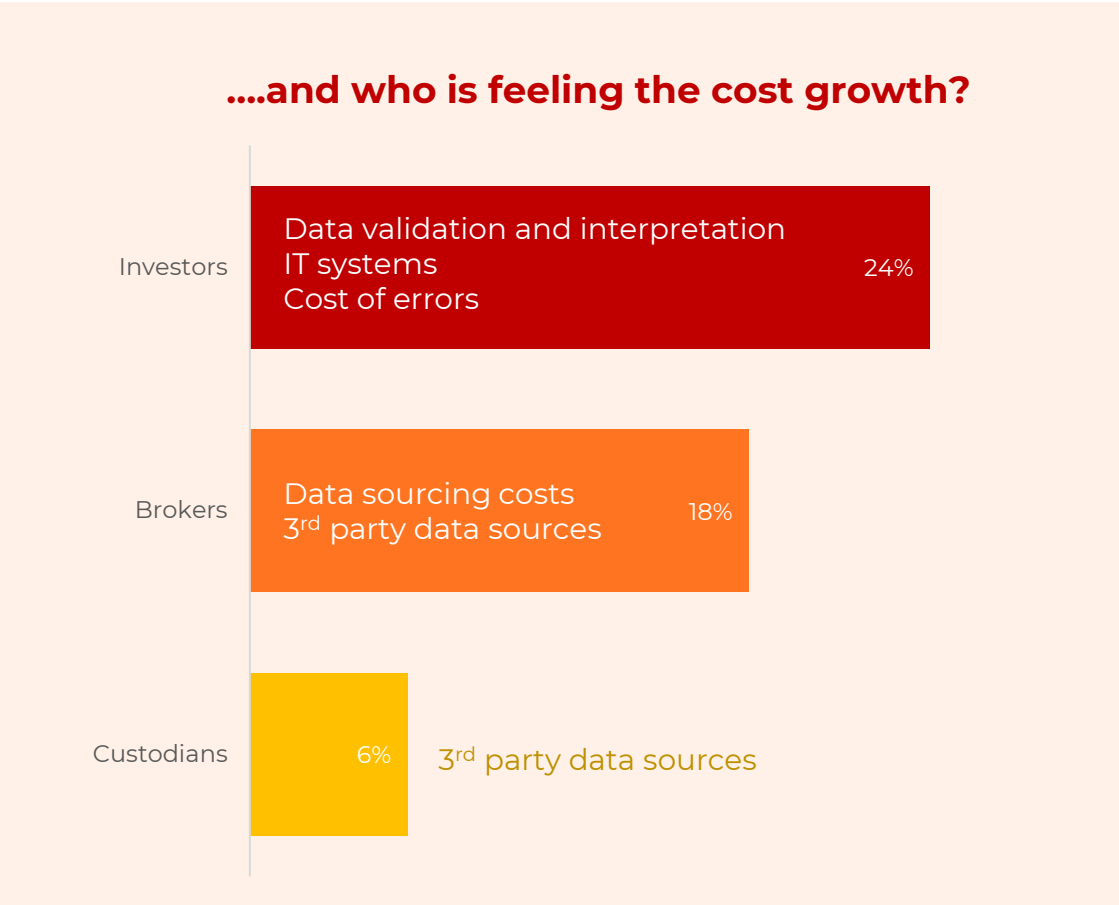 ....and who is feeling the cost growth?
Investors
Data validation and interpretation
IT systems
Cost of errors
24%
Brokers
Data sourcing costs
3rd party data sources
18%
Custodians
6%
3rd party data sources